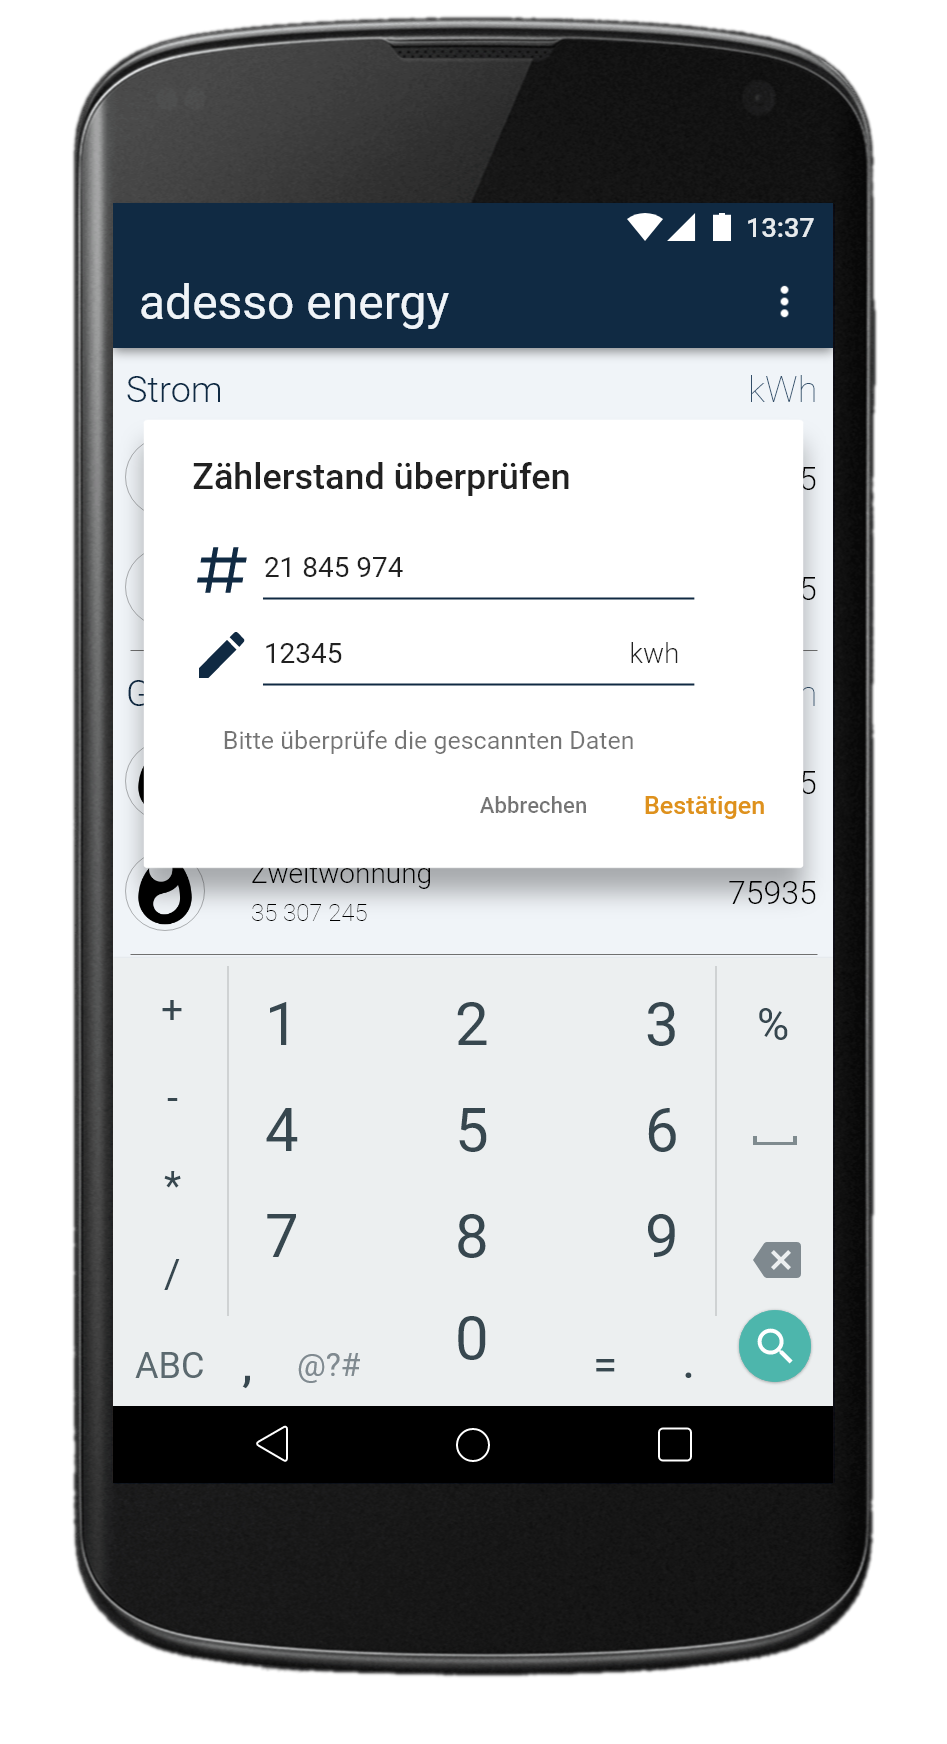 13:37
adesso energy
Strom kWh
5
Zählerstand überprüfen
21 845 974
5
12345 kwh
Bitte überprüfe die gescannten Daten
5
Abbrechen Bestätigen
Zweitwohnung
75935
35 307 245
+ 1 2 3 %
-
4 5 6
*
7 8 9
/
0
ABC , @?# = .